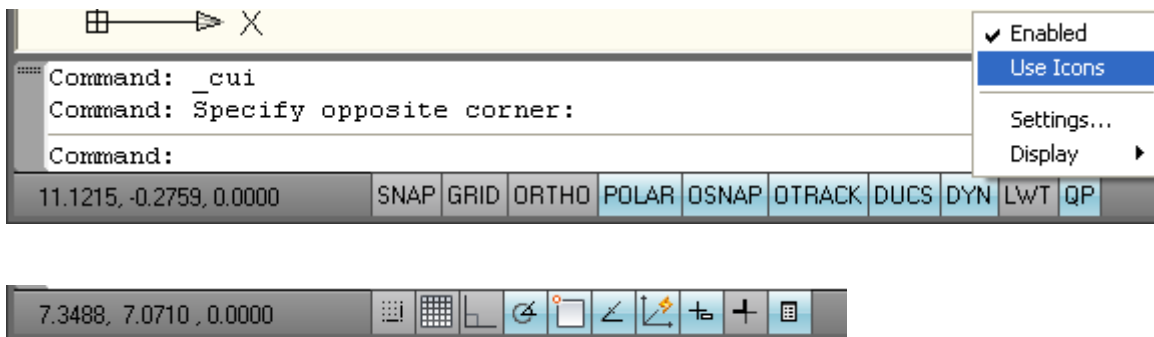 X
Enabled
Use Icons
Settings...
Display
Command: _cui
Command: Specify opposite corner:
Command:
11.1215, -0.2759, 0.0000 SNAP GRID ORTHO POLAR OSNAP OTRACK DUCS DYN LWT QP
7.3488, 7.0710 , 0.0000